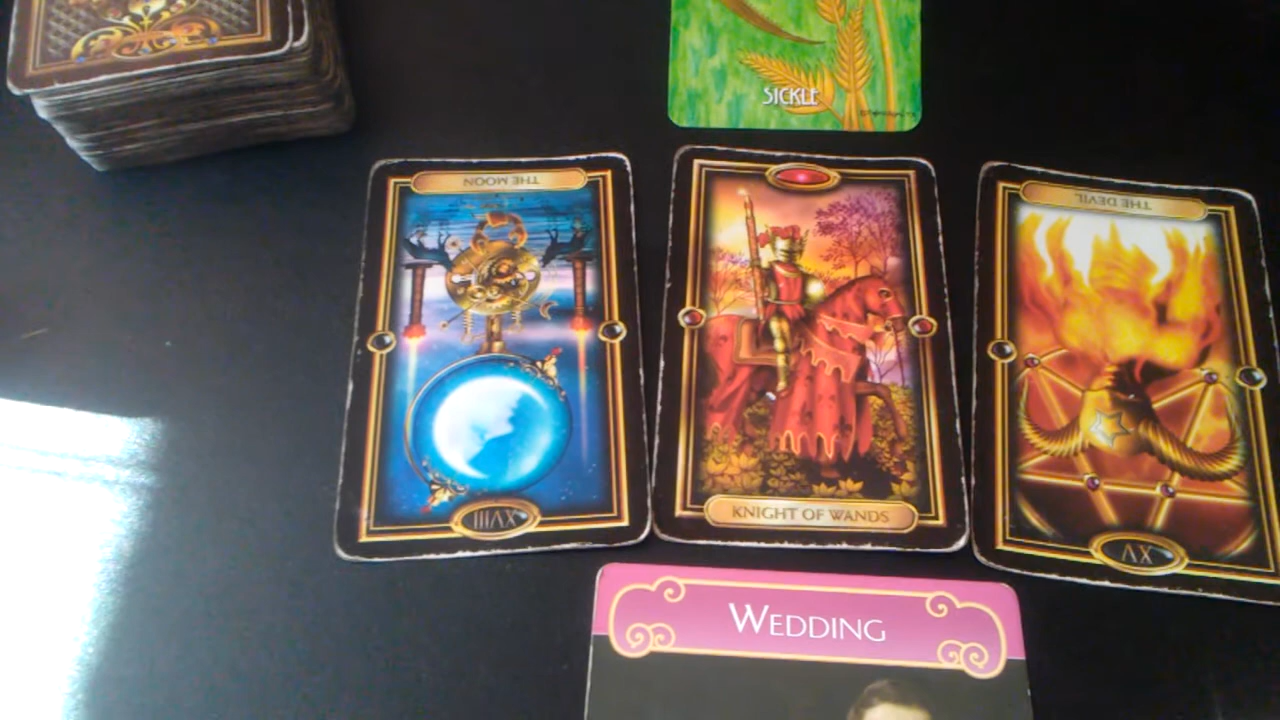 SICKLE
THE MOON
THE DEVIL
KNIGHT OF WANDS
XVIII
XV
WEDDING